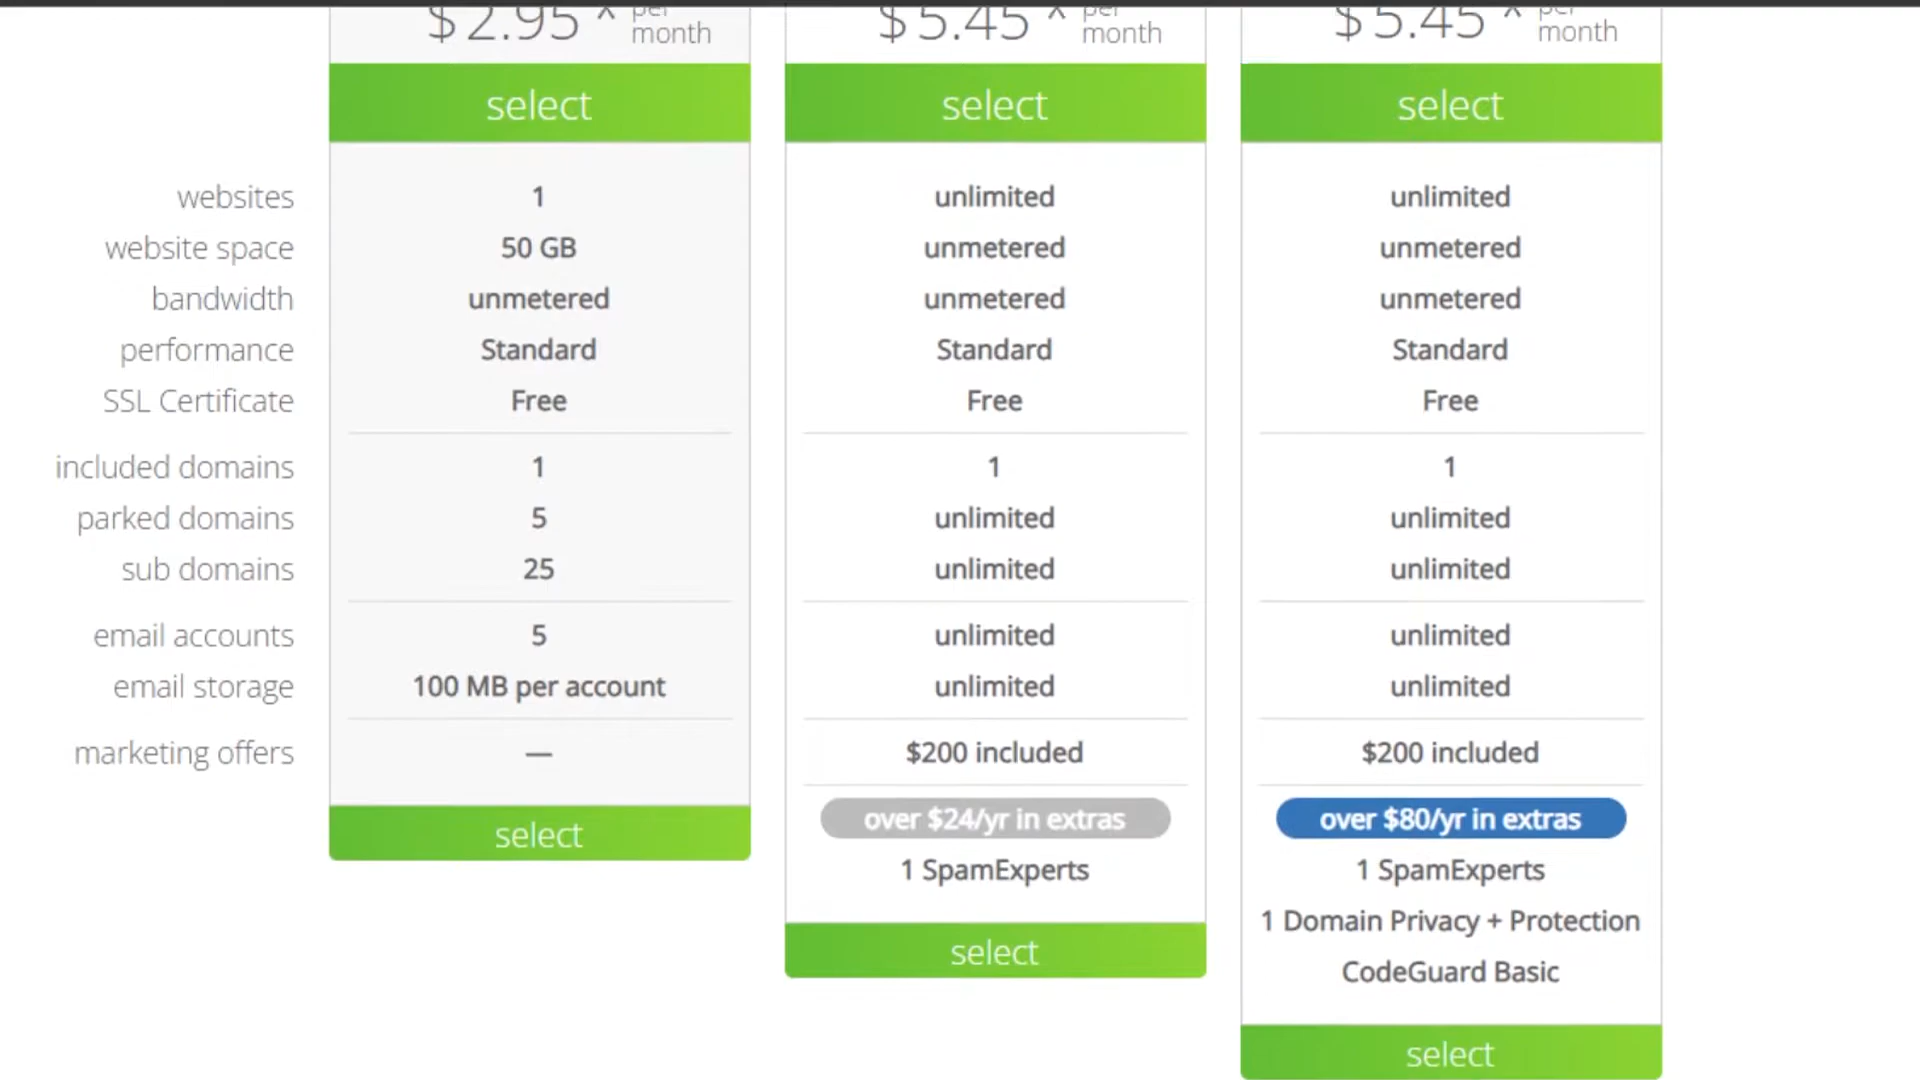 $2.95 * per month
$5.45 * per month
$5.45 * per month
select select select
websites 1 unlimited unlimited
website space 50 GB unmetered unmetered
bandwidth unmetered unmetered unmetered
performance Standard Standard Standard
SSL Certificate Free Free Free
included domains 1 1 1
parked domains 5 unlimited unlimited
sub domains 25 unlimited unlimited
email accounts 5 unlimited unlimited
email storage 100 MB per account unlimited unlimited
marketing offers — $200 included $200 included
over $24/yr in extras over $80/yr in extras
select
1 SpamExperts 1 SpamExperts
1 Domain Privacy + Protection
select
CodeGuard Basic
select